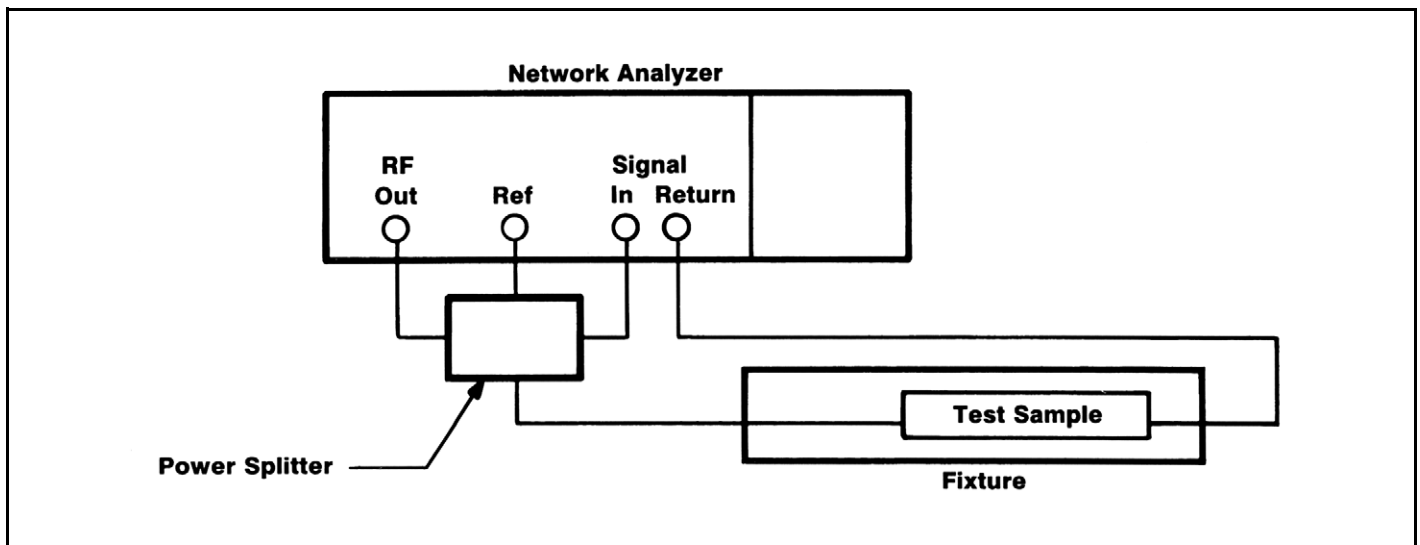 Network Analyzer
RF
Out
Ref
Signal
In Return
Test Sample
Power Splitter
Fixture